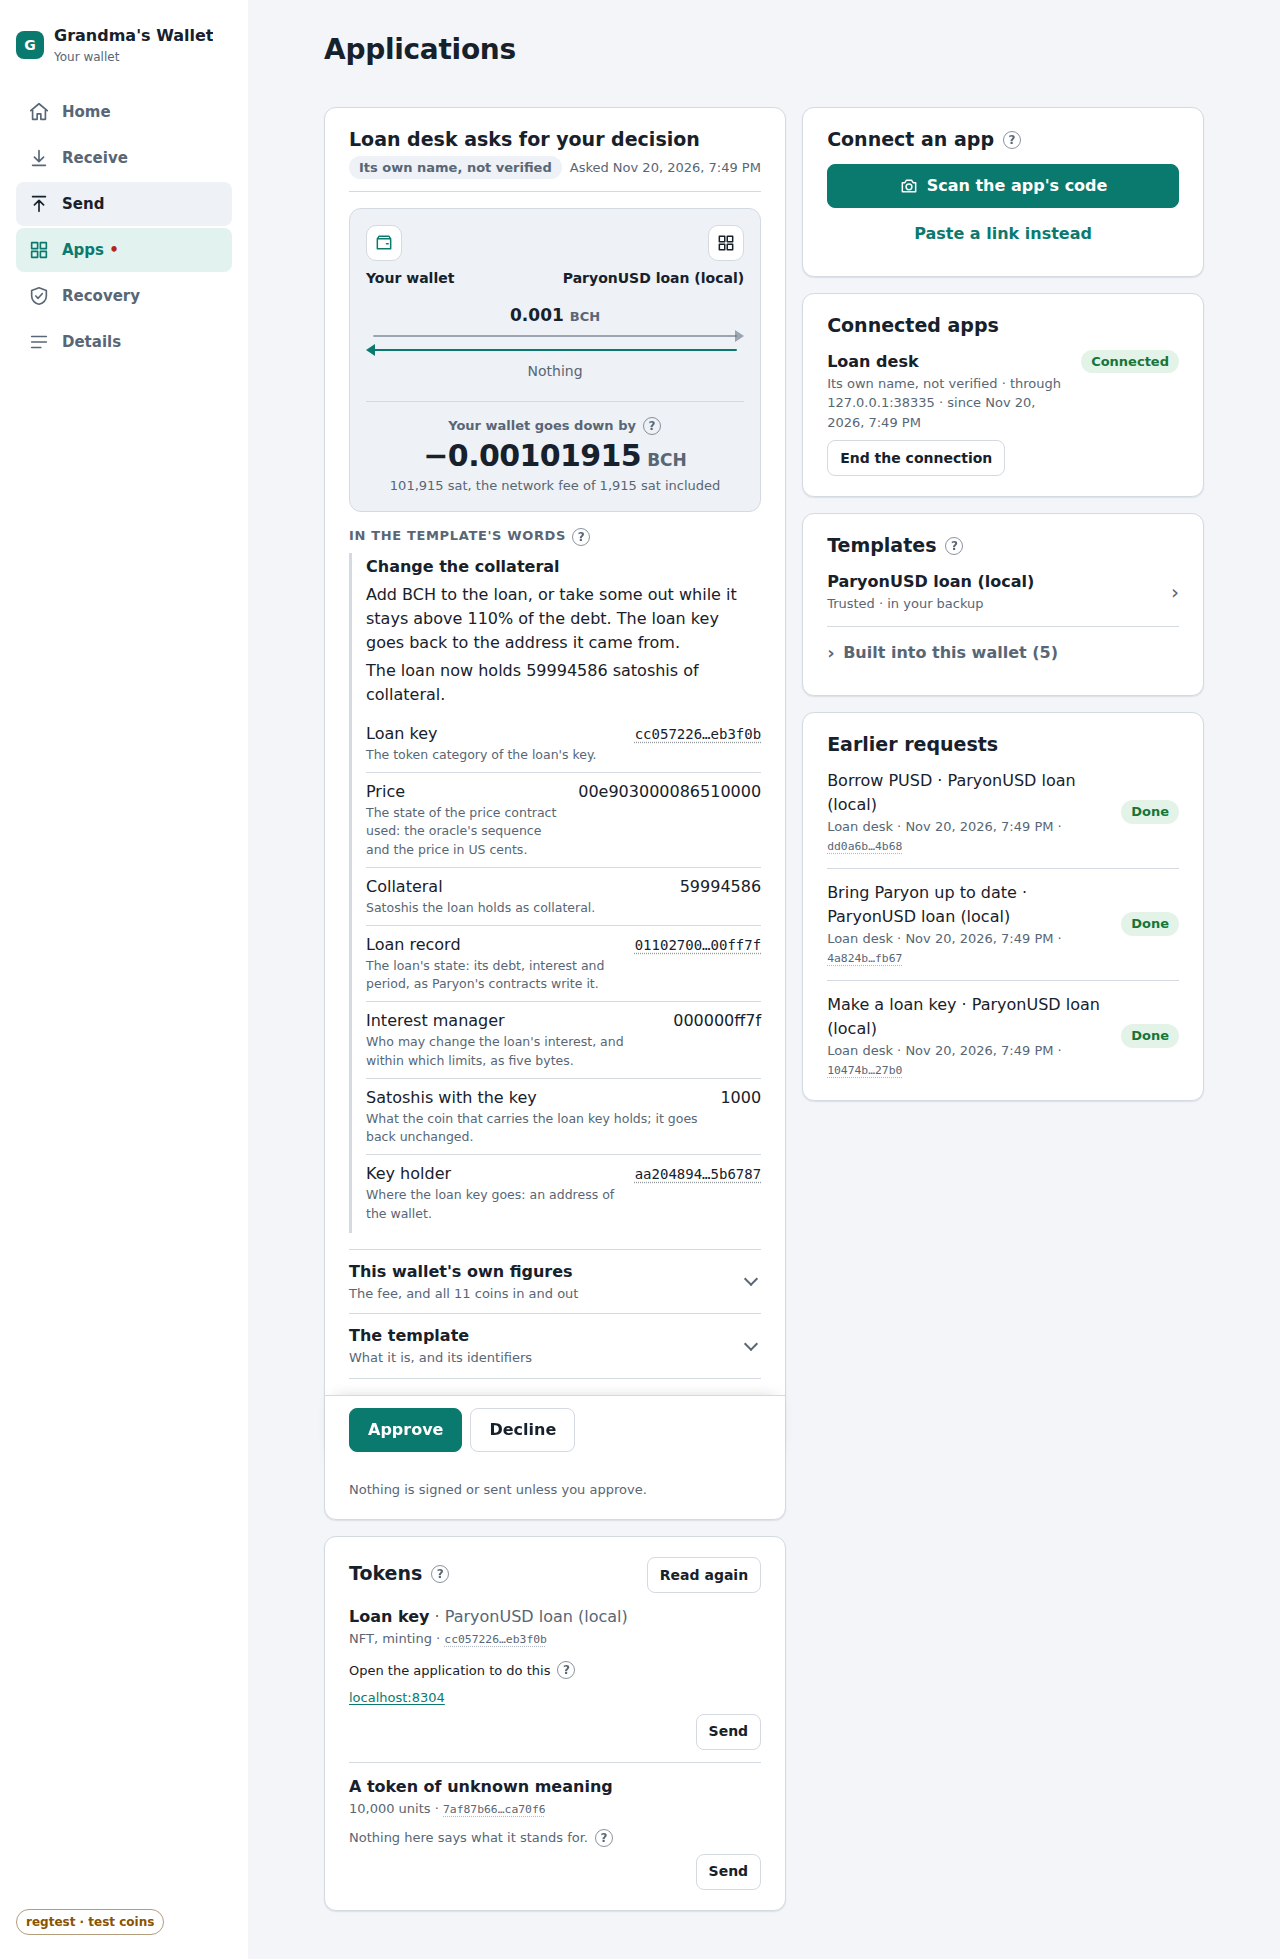 G
Grandma's Wallet
Your wallet
Home
Receive
Send
Apps •
Recovery
Details
regtest · test coins
Applications
Loan desk asks for your decision
Its own name, not verified Asked Nov 20, 2026, 7:49 PM
Your wallet ParyonUSD loan (local)
0.001 BCH
Nothing
Your wallet goes down by ?
−0.00101915 BCH
101,915 sat, the network fee of 1,915 sat included
IN THE TEMPLATE'S WORDS ?
Change the collateral
Add BCH to the loan, or take some out while it
stays above 110% of the debt. The loan key
goes back to the address it came from.
The loan now holds 59994586 satoshis of
collateral.
Loan key cc057226…eb3f0b
The token category of the loan's key.
Price 00e903000086510000
The state of the price contract
used: the oracle's sequence
and the price in US cents.
Collateral 59994586
Satoshis the loan holds as collateral.
Loan record 01102700…00ff7f
The loan's state: its debt, interest and
period, as Paryon's contracts write it.
Interest manager 000000ff7f
Who may change the loan's interest, and
within which limits, as five bytes.
Satoshis with the key 1000
What the coin that carries the loan key holds; it goes
back unchanged.
Key holder aa204894…5b6787
Where the loan key goes: an address of
the wallet.
This wallet's own figures
The fee, and all 11 coins in and out
The template
What it is, and its identifiers
Approve Decline
Nothing is signed or sent unless you approve.
Tokens ? Read again
Loan key · ParyonUSD loan (local)
NFT, minting · cc057226…eb3f0b
Open the application to do this ?
localhost:8304
Send
A token of unknown meaning
10,000 units · 7af87b66…ca70f6
Nothing here says what it stands for. ?
Send
Connect an app ?
Scan the app's code
Paste a link instead
Connected apps
Loan desk Connected
Its own name, not verified · through
127.0.0.1:38335 · since Nov 20,
2026, 7:49 PM
End the connection
Templates ?
ParyonUSD loan (local)
Trusted · in your backup
› Built into this wallet (5)
Earlier requests
Borrow PUSD · ParyonUSD loan
(local)
Done
Loan desk · Nov 20, 2026, 7:49 PM ·
dd0a6b…4b68
Bring Paryon up to date ·
ParyonUSD loan (local)
Done
Loan desk · Nov 20, 2026, 7:49 PM ·
4a824b…fb67
Make a loan key · ParyonUSD loan
(local)
Done
Loan desk · Nov 20, 2026, 7:49 PM ·
10474b…27b0